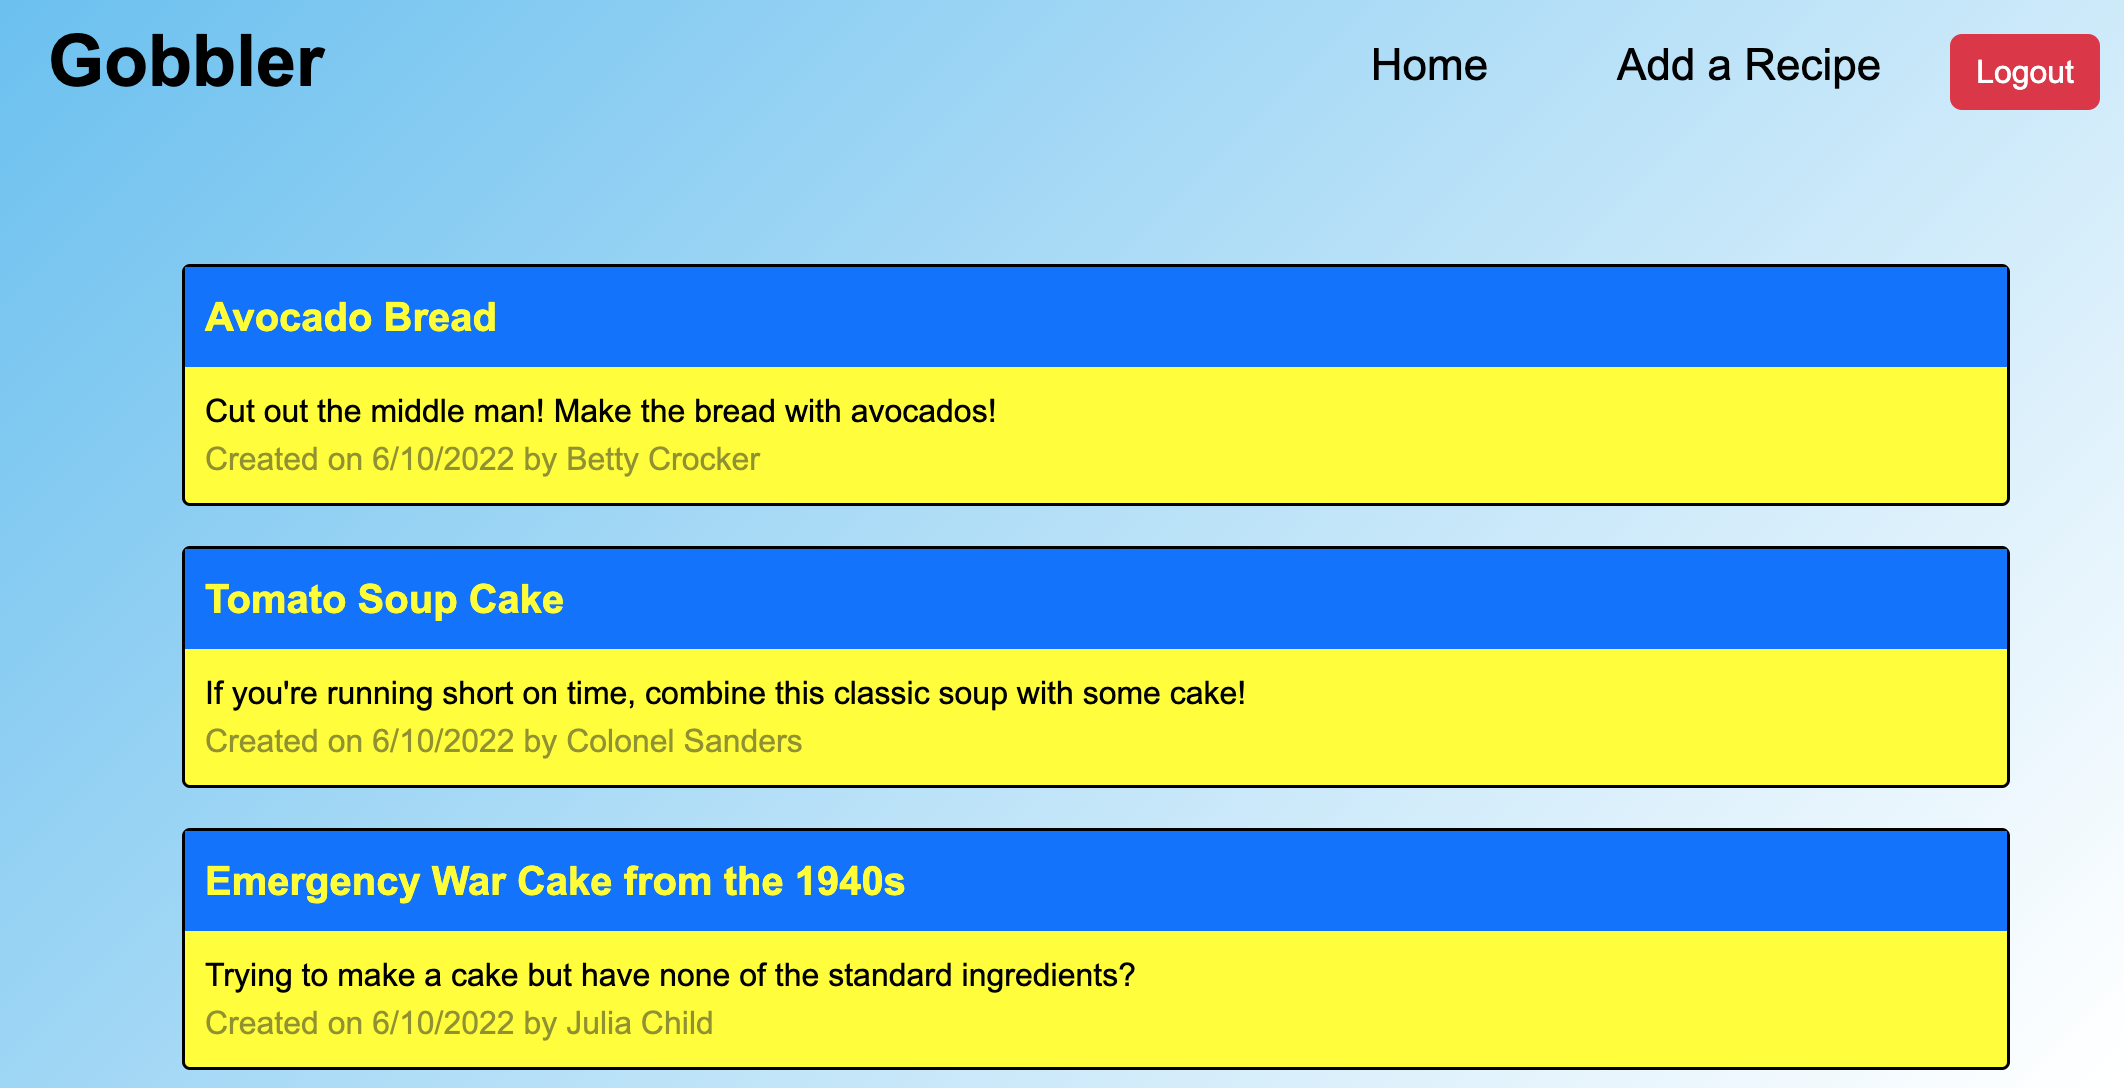 Gobbler
Home Add a Recipe Logout
Avocado Bread
Cut out the middle man! Make the bread with avocados!
Created on 6/10/2022 by Betty Crocker
Tomato Soup Cake
If you're running short on time, combine this classic soup with some cake!
Created on 6/10/2022 by Colonel Sanders
Emergency War Cake from the 1940s
Trying to make a cake but have none of the standard ingredients?
Created on 6/10/2022 by Julia Child